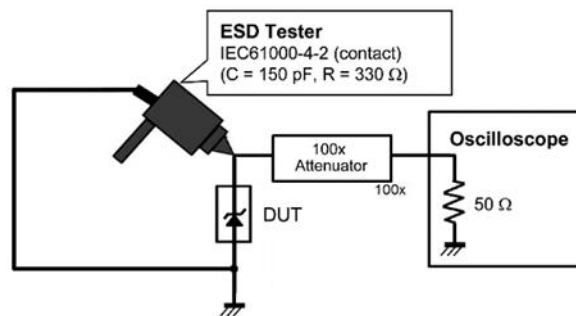 ESD Tester
IEC61000-4-2 (contact)
(C = 150 pF, R = 330 Ω)
100x
Attenuator
100x
Oscilloscope
50 Ω
DUT